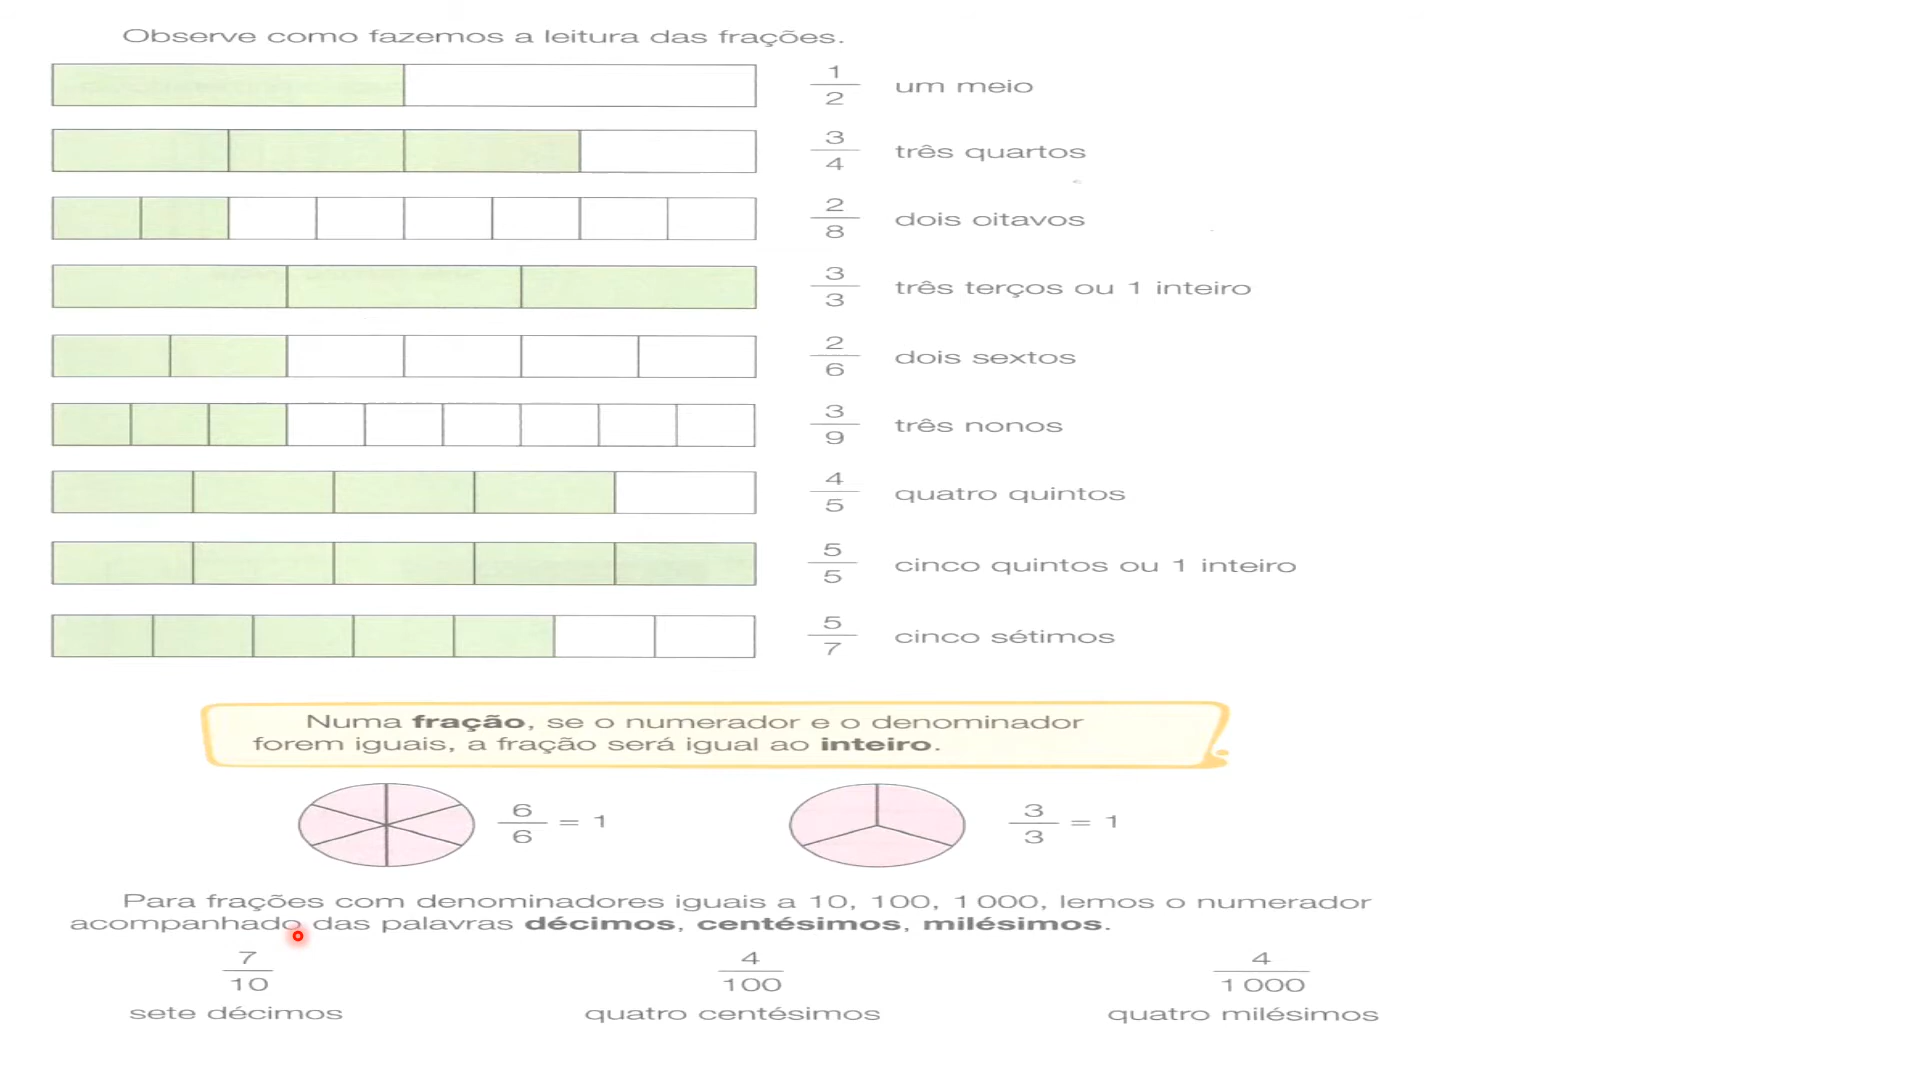 Observe como fazemos a leitura das frações.
1/2 um meio
3/4 três quartos
2/8 dois oitavos
3/3 três terços ou 1 inteiro
2/6 dois sextos
3/9 três nonos
4/5 quatro quintos
5/5 cinco quintos ou 1 inteiro
5/7 cinco sétimos
Numa fração, se o numerador e o denominador
forem iguais, a fração será igual ao inteiro.
6/6 = 1 3/3 = 1
Para frações com denominadores iguais a 10, 100, 1 000, lemos o numerador
acompanhado das palavras décimos, centésimos, milésimos.
7/10 4/100 4/1 000
sete décimos quatro centésimos quatro milésimos